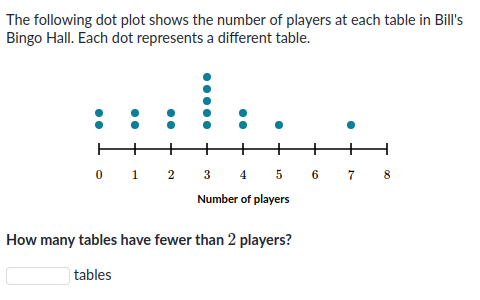 The following dot plot shows the number of players at each table in Bill's
Bingo Hall. Each dot represents a different table.
0 1 2 3 4 5 6 7 8
Number of players
How many tables have fewer than 2 players?
tables